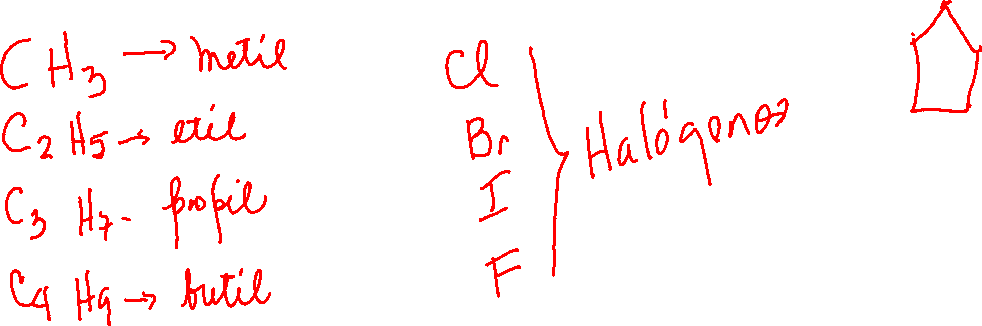 CH3 → metil
C2H5 → etil
C3H7 - propil
C4H9 → butil
Cl
Br
I
F
Halógenos